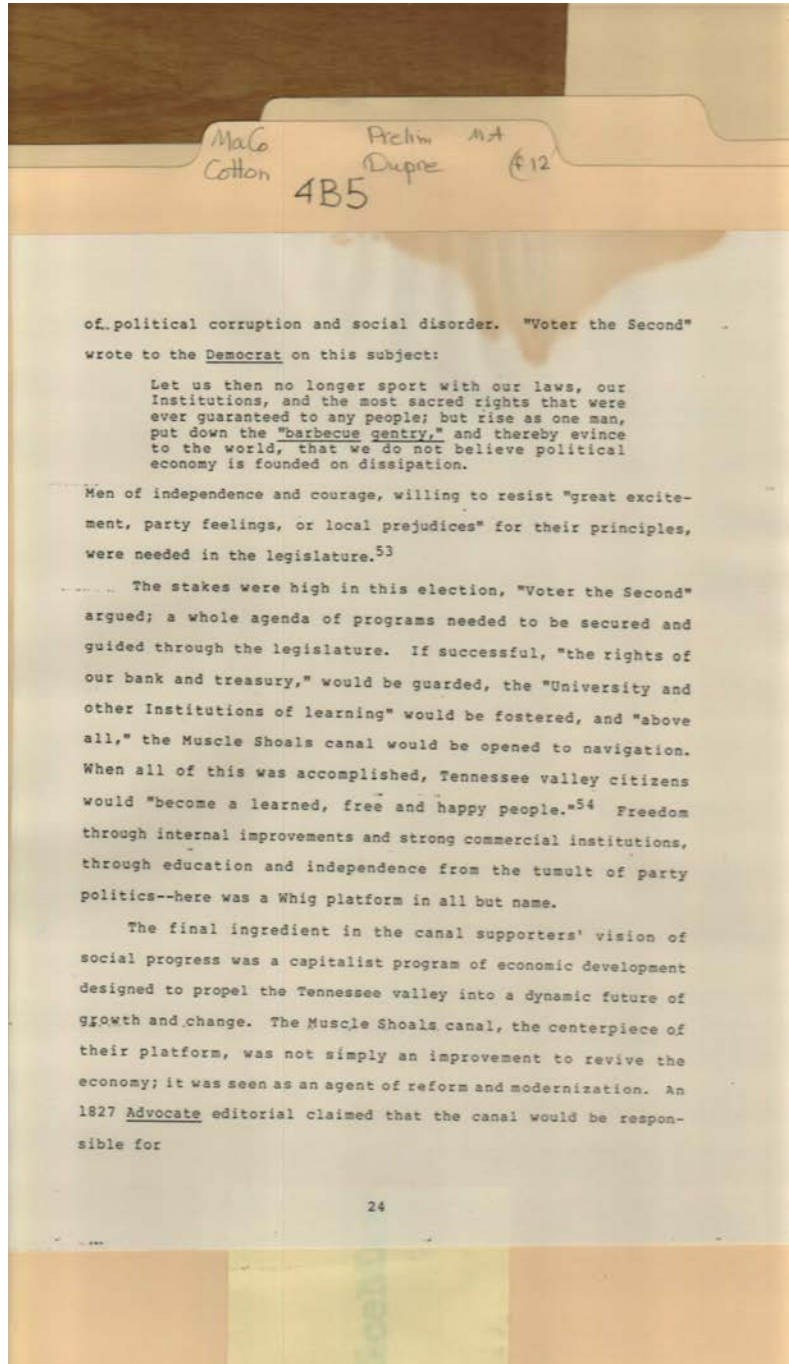 MaCo Prelim MA
Cotton Dupre
4B5
of political corruption and social disorder. "Voter the Second"
wrote to the Democrat on this subject:
Let us then no longer sport with our laws, our
Institutions, and the most sacred rights that were
ever guaranteed to any people; but rise as one man,
put down the "barbecue gentry," and thereby evince
to the world, that we do not believe political
economy is founded on dissipation.
Men of independence and courage, willing to resist "great excite-
ment, party feelings, or local prejudices" for their principles,
were needed in the legislature.53
The stakes were high in this election, "Voter the Second"
argued; a whole agenda of programs needed to be secured and
guided through the legislature. If successful, "the rights of
our bank and treasury," would be guarded, the "University and
other Institutions of learning" would be fostered, and "above
all," the Muscle Shoals canal would be opened to navigation.
When all of this was accomplished, Tennessee valley citizens
would "become a learned, free and happy people."54 Freedom
through internal improvements and strong commercial institutions,
through education and independence from the tumult of party
politics--here was a Whig platform in all but name.
The final ingredient in the canal supporters' vision of
social progress was a capitalist program of economic development
designed to propel the Tennessee valley into a dynamic future of
growth and change. The Muscle Shoals canal, the centerpiece of
their platform, was not simply an improvement to revive the
economy; it was seen as an agent of reform and modernization. An
1827 Advocate editorial claimed that the canal would be respon-
sible for
24